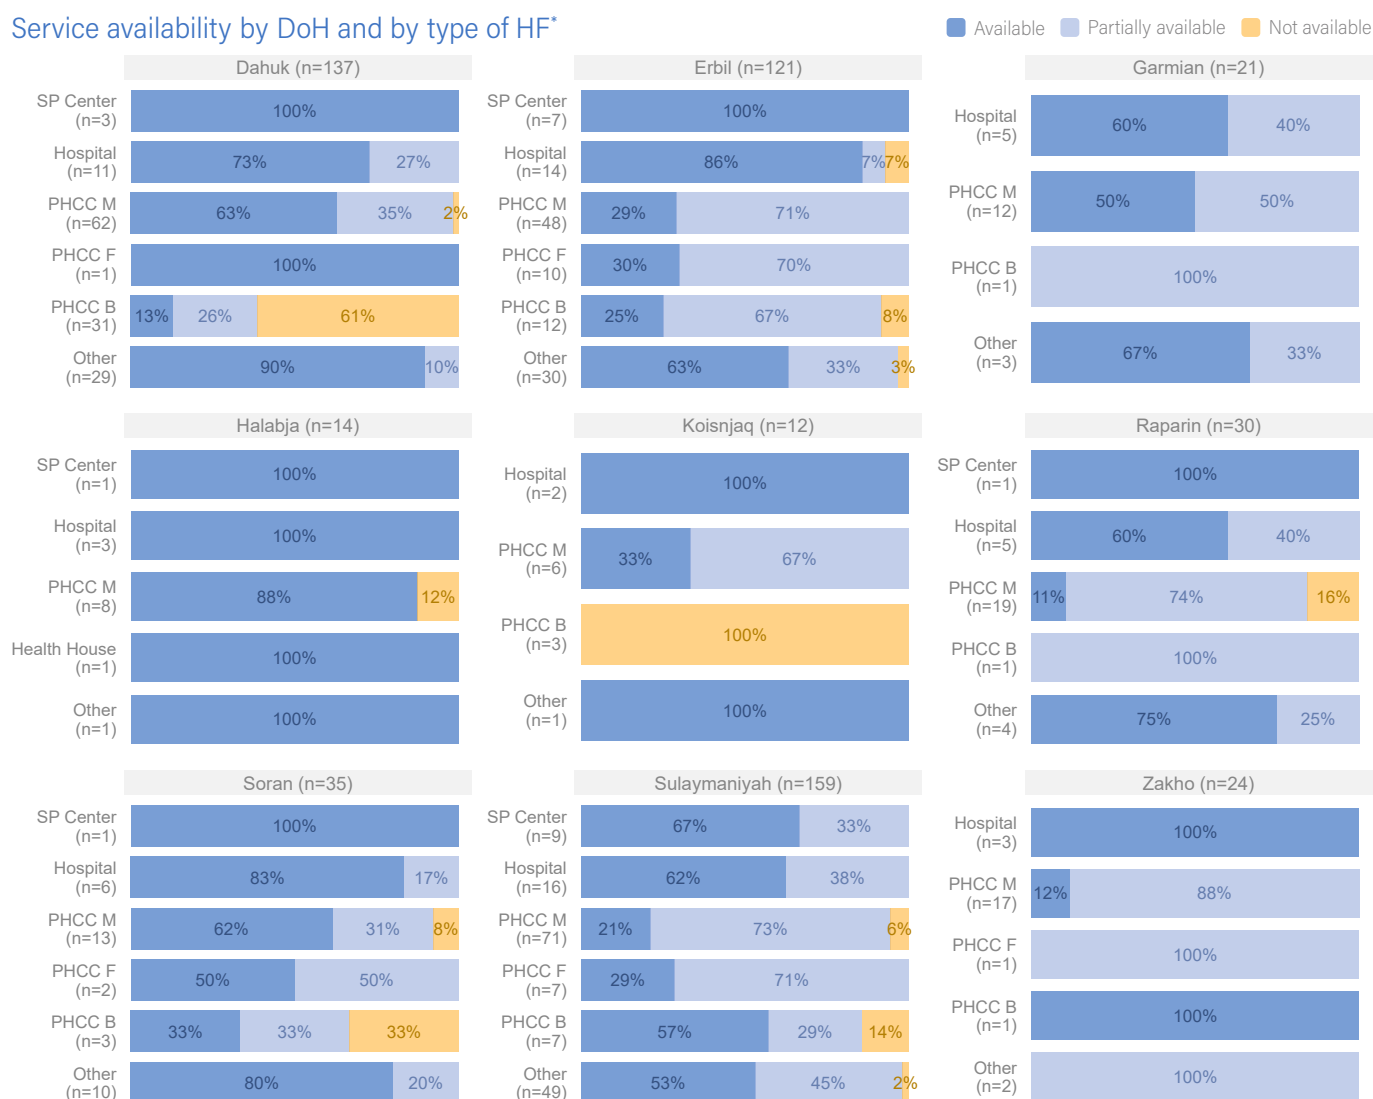 Service availability by DoH and by type of HF*
Available Partially available Not available
Dahuk (n=137)
SP Center
(n=3)
100%
Hospital
(n=11)
73% 27%
PHCC M
(n=62)
63% 35% 2%
PHCC F
(n=1)
100%
PHCC B
(n=31)
13% 26% 61%
Other
(n=29)
90% 10%
Erbil (n=121)
SP Center
(n=7)
100%
Hospital
(n=14)
86% 7% 7%
PHCC M
(n=48)
29% 71%
PHCC F
(n=10)
30% 70%
PHCC B
(n=12)
25% 67% 8%
Other
(n=30)
63% 33% 3%
Garmian (n=21)
Hospital
(n=5)
60% 40%
PHCC M
(n=12)
50% 50%
PHCC B
(n=1)
100%
Other
(n=3)
67% 33%
Halabja (n=14)
SP Center
(n=1)
100%
Hospital
(n=3)
100%
PHCC M
(n=8)
88% 12%
Health House
(n=1)
100%
Other
(n=1)
100%
Koisnjaq (n=12)
Hospital
(n=2)
100%
PHCC M
(n=6)
33% 67%
PHCC B
(n=3)
100%
Other
(n=1)
100%
Raparin (n=30)
SP Center
(n=1)
100%
Hospital
(n=5)
60% 40%
PHCC M
(n=19)
11% 74% 16%
PHCC B
(n=1)
100%
Other
(n=4)
75% 25%
Soran (n=35)
SP Center
(n=1)
100%
Hospital
(n=6)
83% 17%
PHCC M
(n=13)
62% 31% 8%
PHCC F
(n=2)
50% 50%
PHCC B
(n=3)
33% 33% 33%
Other
(n=10)
80% 20%
Sulaymaniyah (n=159)
SP Center
(n=9)
67% 33%
Hospital
(n=16)
62% 38%
PHCC M
(n=71)
21% 73% 6%
PHCC F
(n=7)
29% 71%
PHCC B
(n=7)
57% 29% 14%
Other
(n=49)
53% 45% 2%
Zakho (n=24)
Hospital
(n=3)
100%
PHCC M
(n=17)
12% 88%
PHCC F
(n=1)
100%
PHCC B
(n=1)
100%
Other
(n=2)
100%